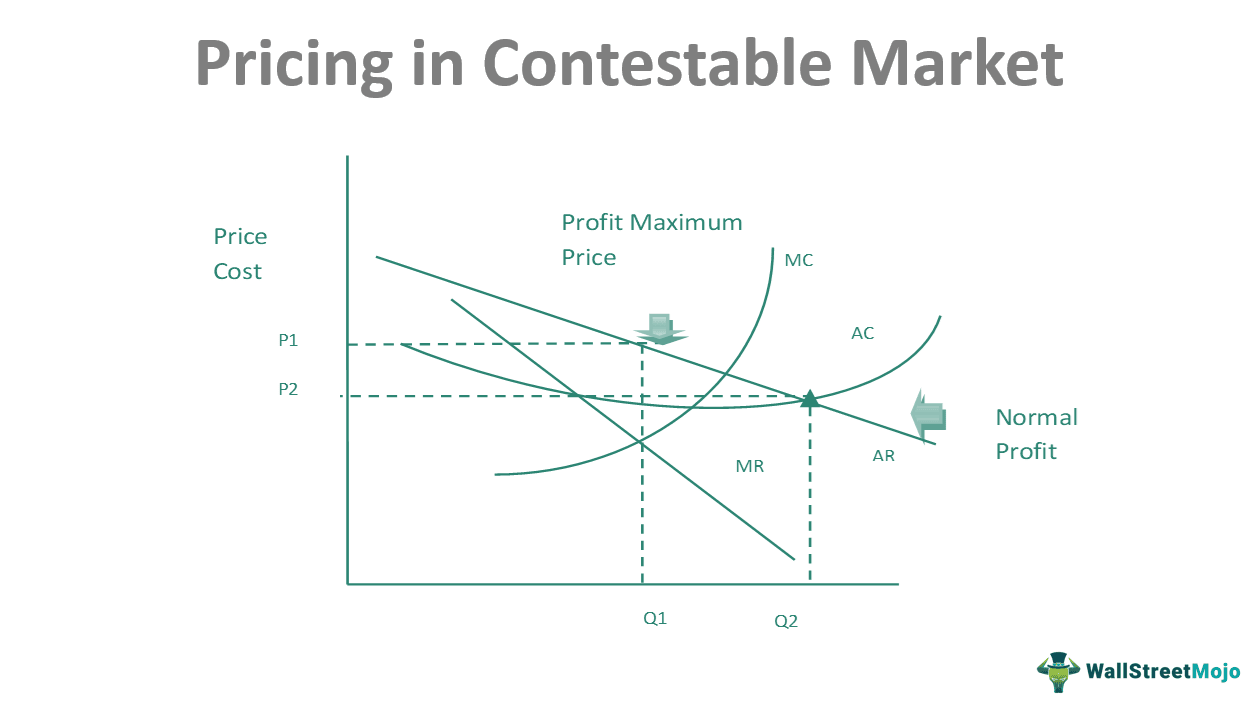 Pricing in Contestable Market
Profit Maximum
Price
Price
Cost
MC
P1
AC
P2
Normal
Profit
MR
AR
Q1
Q2
WallStreetMojo